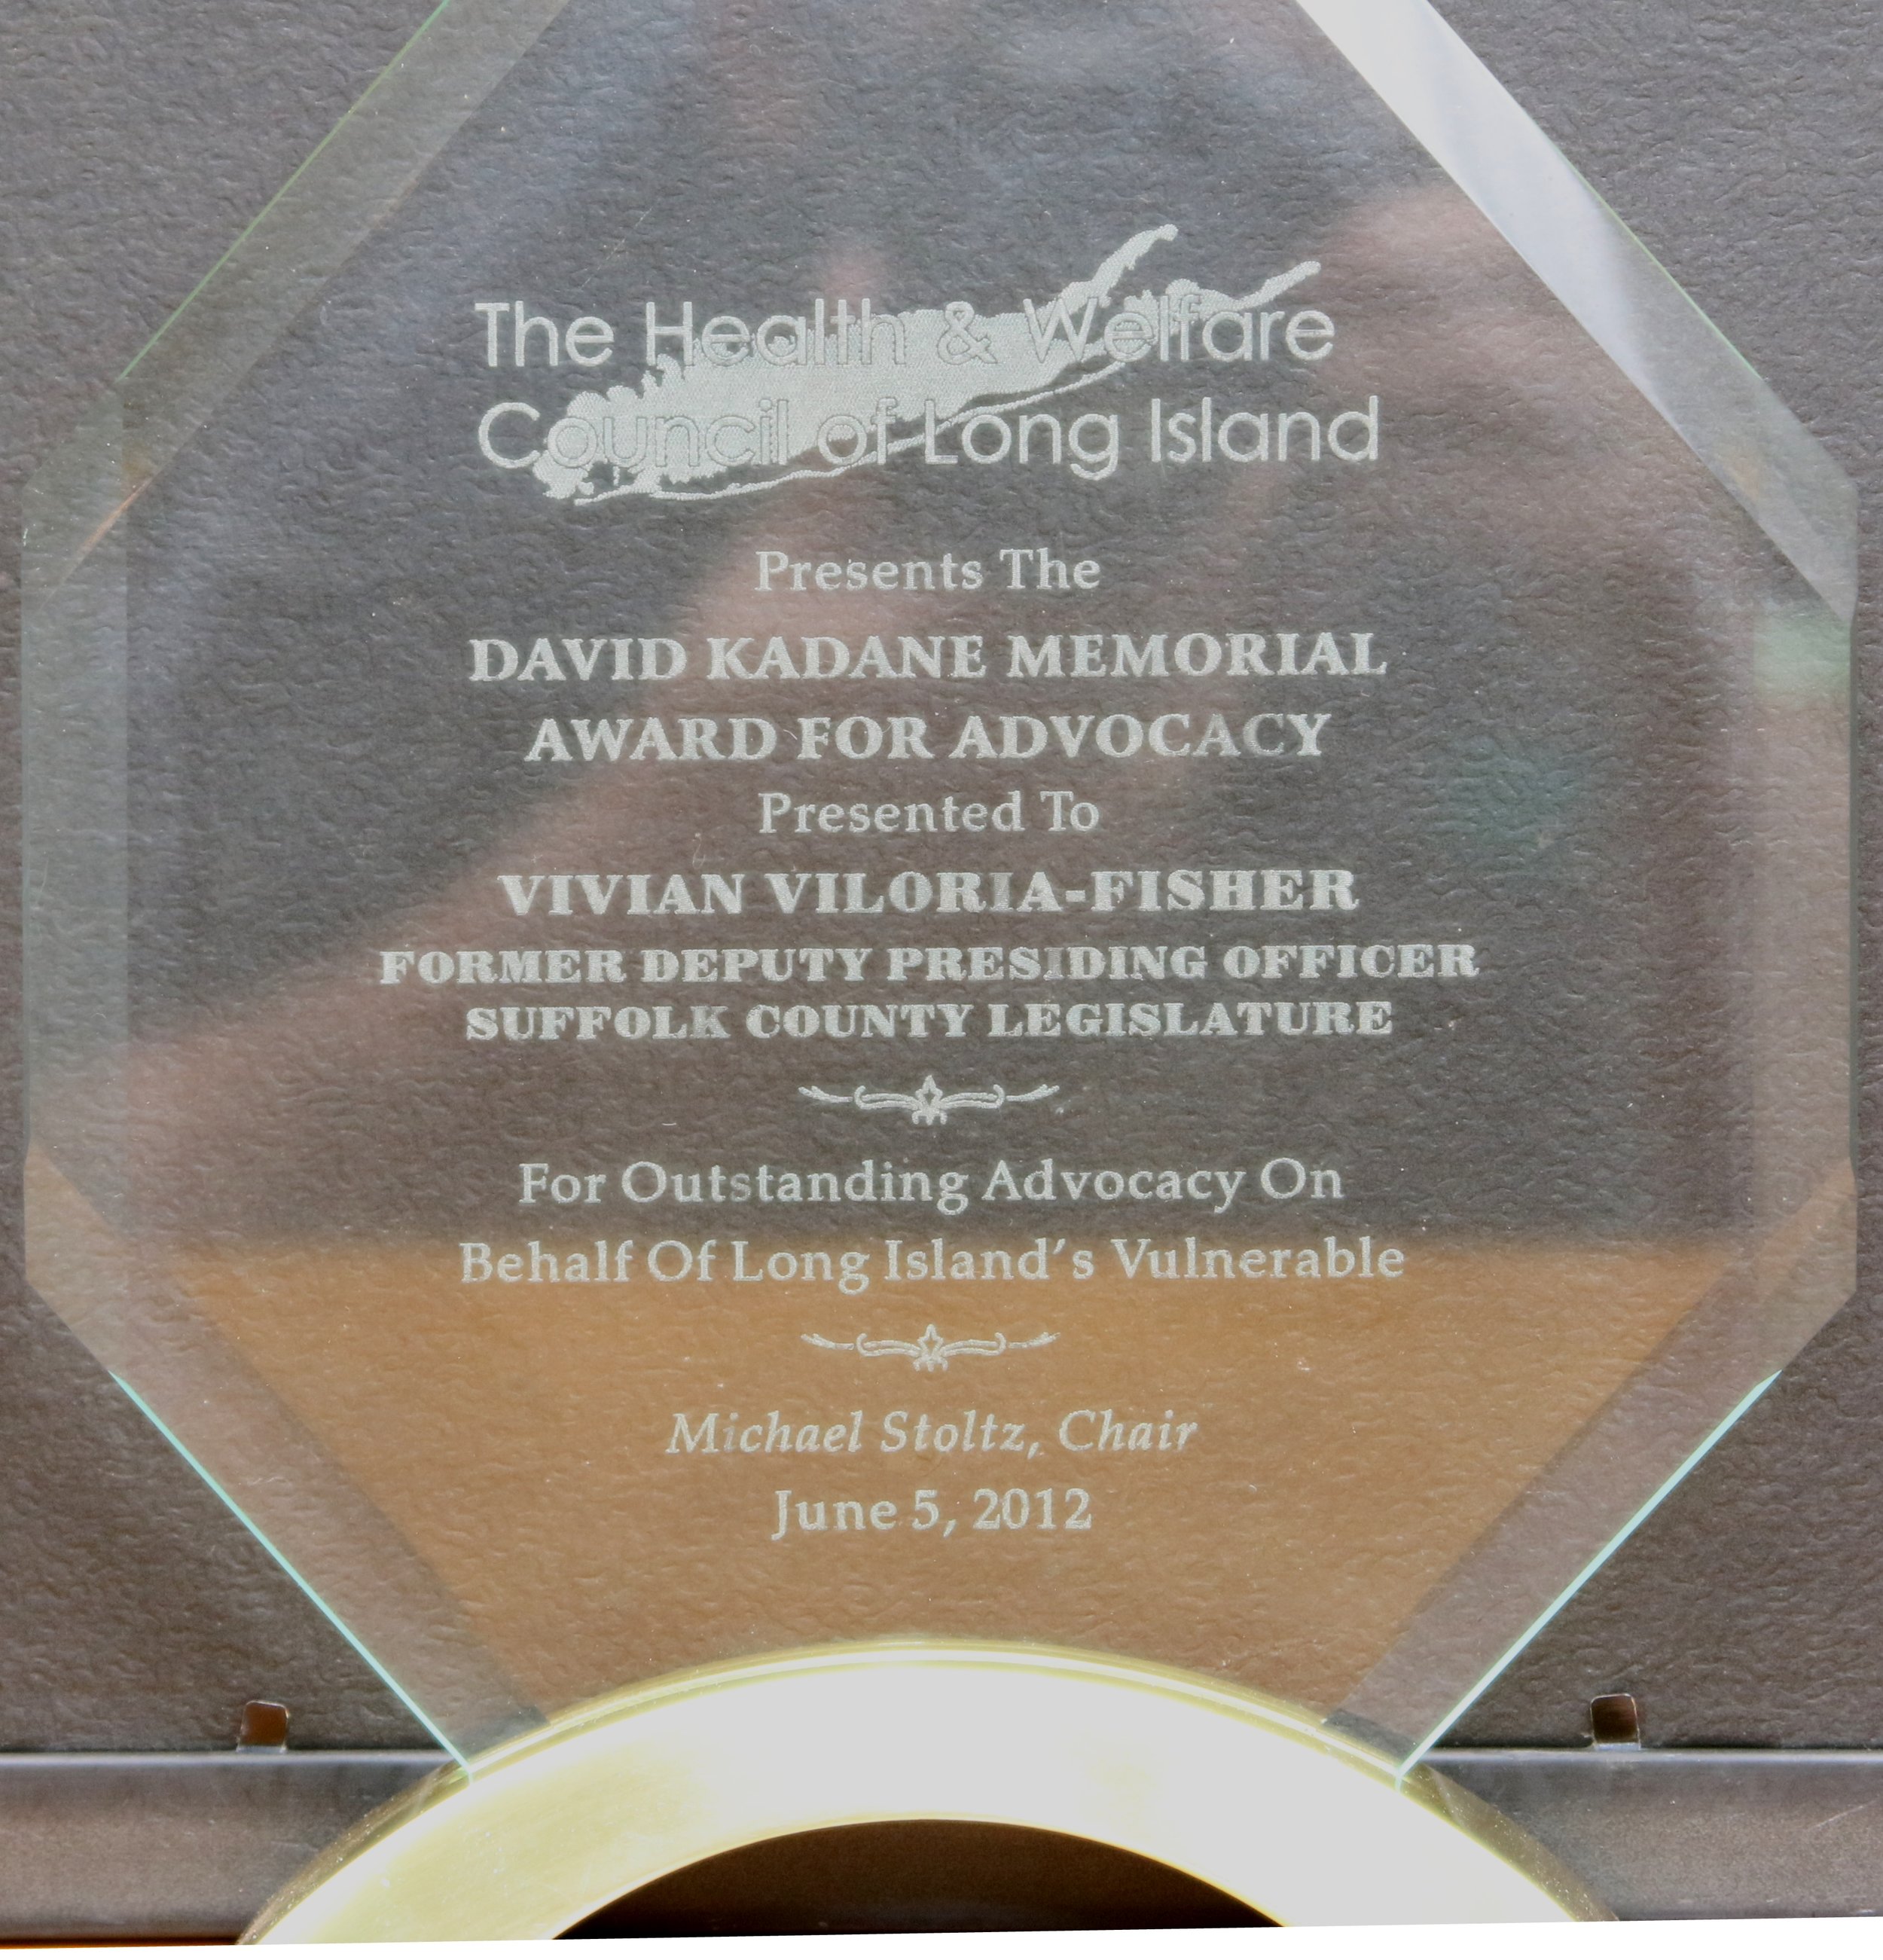 The Health & Welfare
Council of Long Island
Presents The
DAVID KADANE MEMORIAL
AWARD FOR ADVOCACY
Presented To
VIVIAN VILORIA-FISHER
FORMER DEPUTY PRESIDING OFFICER
SUFFOLK COUNTY LEGISLATURE
For Outstanding Advocacy On
Behalf Of Long Island's Vulnerable
Michael Stoltz, Chair
June 5, 2012